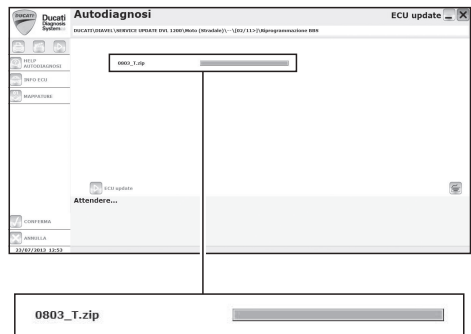 DUCATI
Ducati
Diagnosis
System
Autodiagnosi
ECU update
DUCATI\DIAVEL\SERVICE UPDATE DVL 1200\Moto (Stradale)\-- \[02/11>]\Riprogrammazione BBS
HELP
AUTODIAGNOSI
INFO ECU
MAPPATURE
0803_T.zip
ECU update
Attendere...
CONFERMA
ANNULLA
23/07/2013 12:53
0803_T.zip